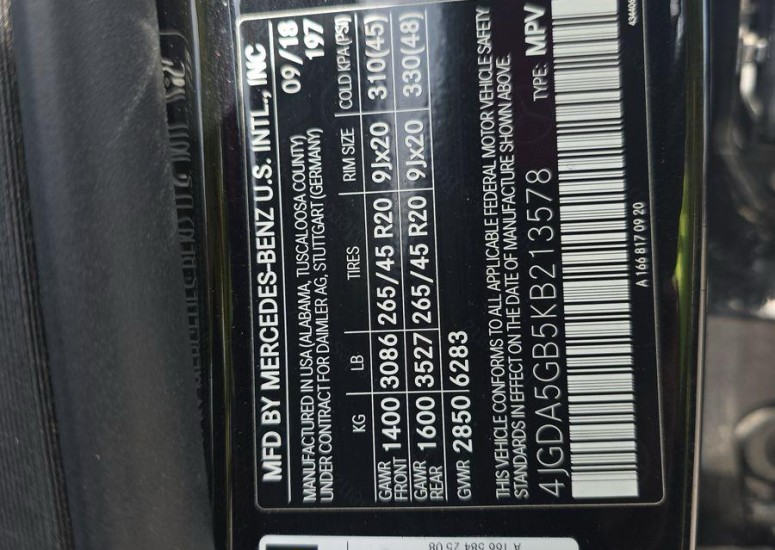 MFD BY MERCEDES-BENZ U.S. INTL., INC
09/18
MANUFACTURED IN USA (ALABAMA, TUSCALOOSA COUNTY) 197
UNDER CONTRACT FOR DAIMLER AG, STUTTGART (GERMANY)
KG LB TIRES RIM SIZE COLD KPA (PSI)
GAWR FRONT 1400 3086 265/45 R20 9Jx20 310(45)
GAWR REAR 1600 3527 265/45 R20 9Jx20 330(48)
GVWR 2850 6283
THIS VEHICLE CONFORMS TO ALL APPLICABLE FEDERAL MOTOR VEHICLE SAFETY
STANDARDS IN EFFECT ON THE DATE OF MANUFACTURE SHOWN ABOVE.
4JGDA5GB5KB213578 TYPE: MPV
A 166 817 09 20
A 166 584 25 08